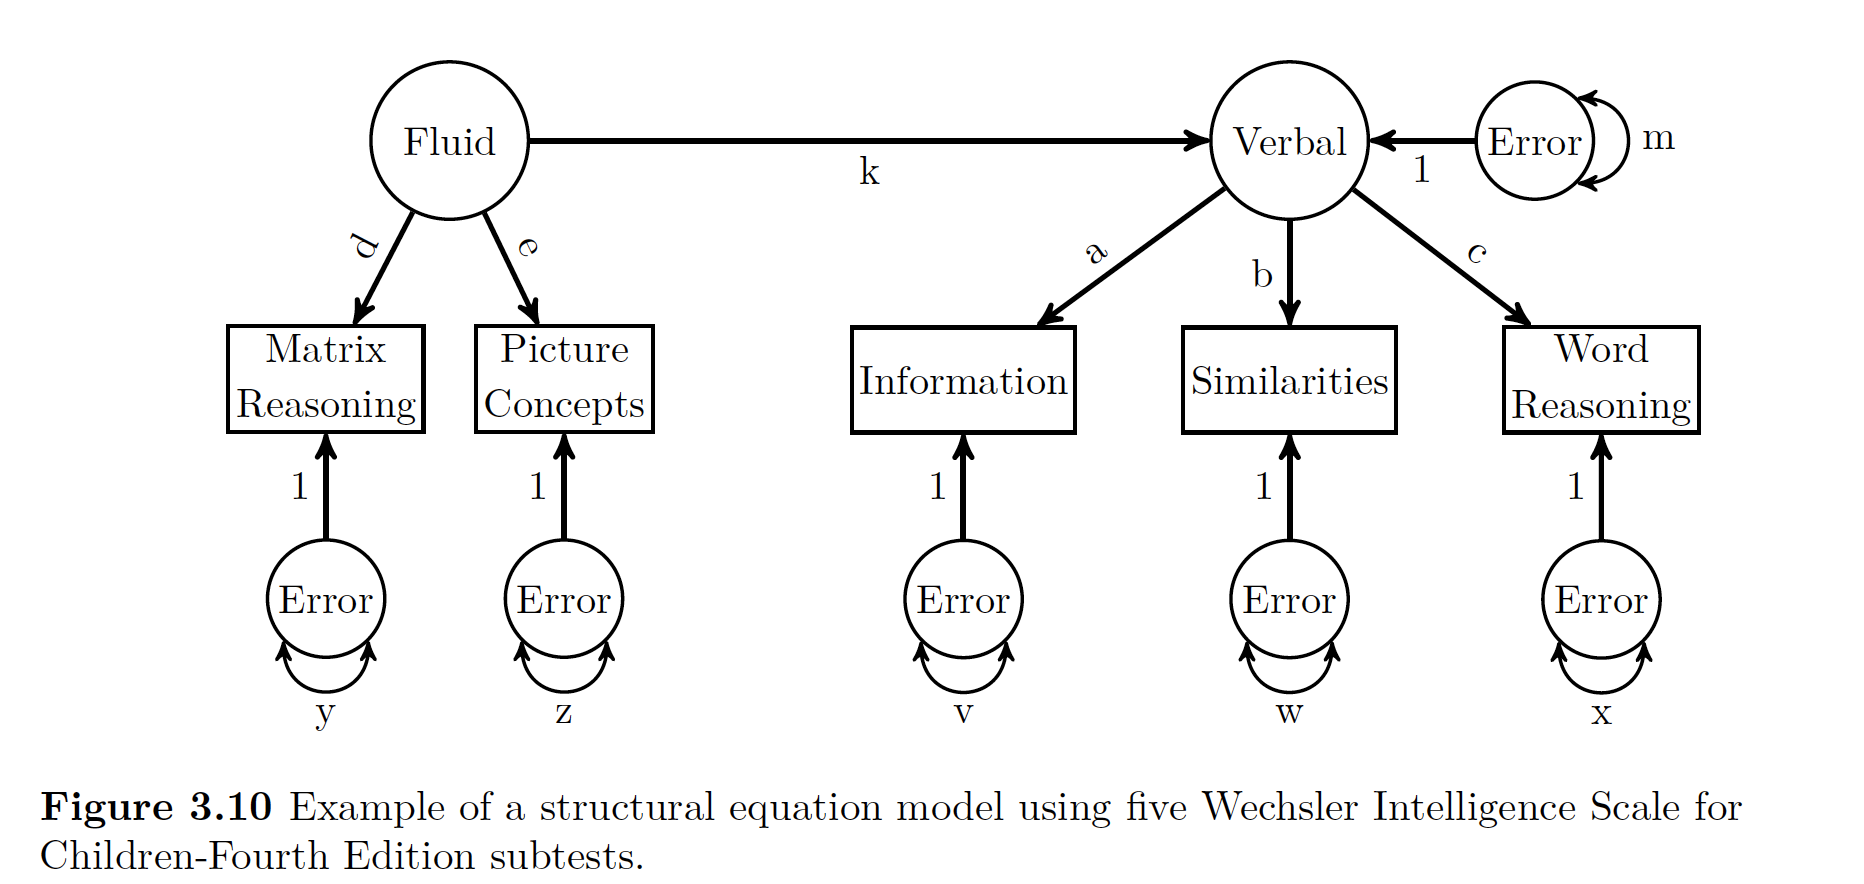 Fluid
Verbal
Error
m
k
1
d
e
a
b
c
Matrix
Reasoning
Picture
Concepts
Information
Similarities
Word
Reasoning
1
1
1
1
1
Error
Error
Error
Error
Error
y
z
v
w
x
Figure 3.10 Example of a structural equation model using five Wechsler Intelligence Scale for
Children-Fourth Edition subtests.